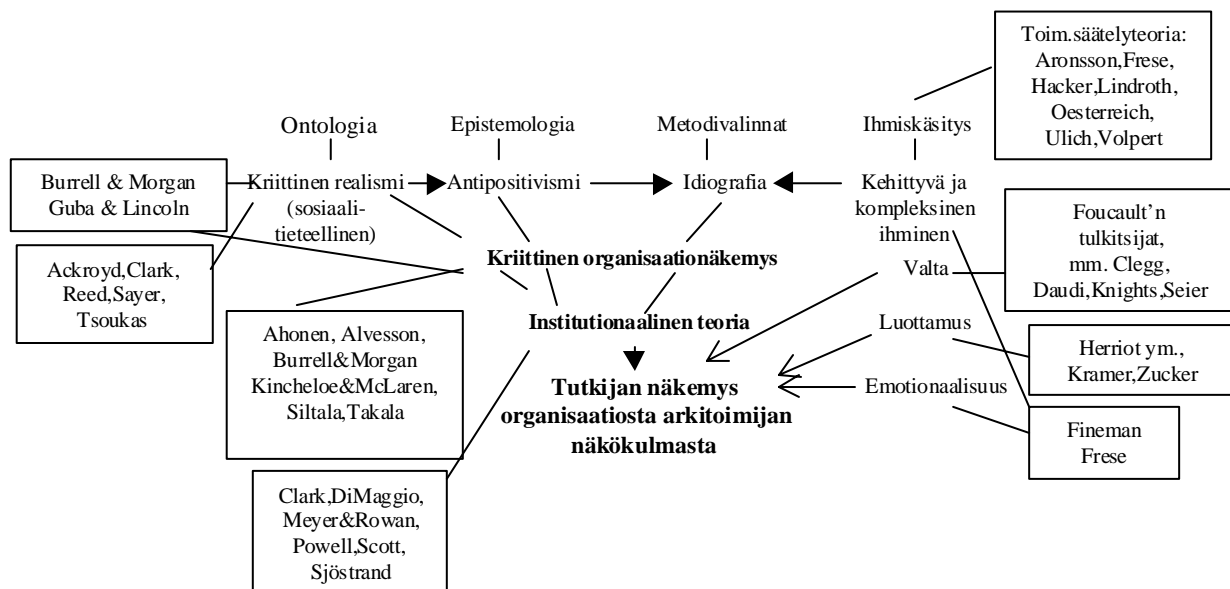 Toim.säätelyteoria:
Aronsson,Frese,
Hacker,Lindroth,
Oesterreich,
Ulich,Volpert
Ontologia
Epistemologia
Metodivalinnat
Ihmiskäsitys
Burrell & Morgan
Guba & Lincoln
Kriittinen realismi
(sosiaali-
tieteellinen)
Antipositivismi
Idiografia
Kehittyvä ja
kompleksinen
ihminen
Foucault’n
tulkitsijat,
mm. Clegg,
Daudi,Knights,Seier
Ackroyd,Clark,
Reed,Sayer,
Tsoukas
Kriittinen organisaationäkemys
Valta
Ahonen, Alvesson,
Burrell&Morgan
Kincheloe&McLaren,
Siltala,Takala
Institutionaalinen teoria
Luottamus
Herriot ym.,
Kramer,Zucker
Tutkijan näkemys
organisaatiosta arkitoimijan
näkökulmasta
Emotionaalisuus
Fineman
Frese
Clark,DiMaggio,
Meyer&Rowan,
Powell,Scott,
Sjöstrand